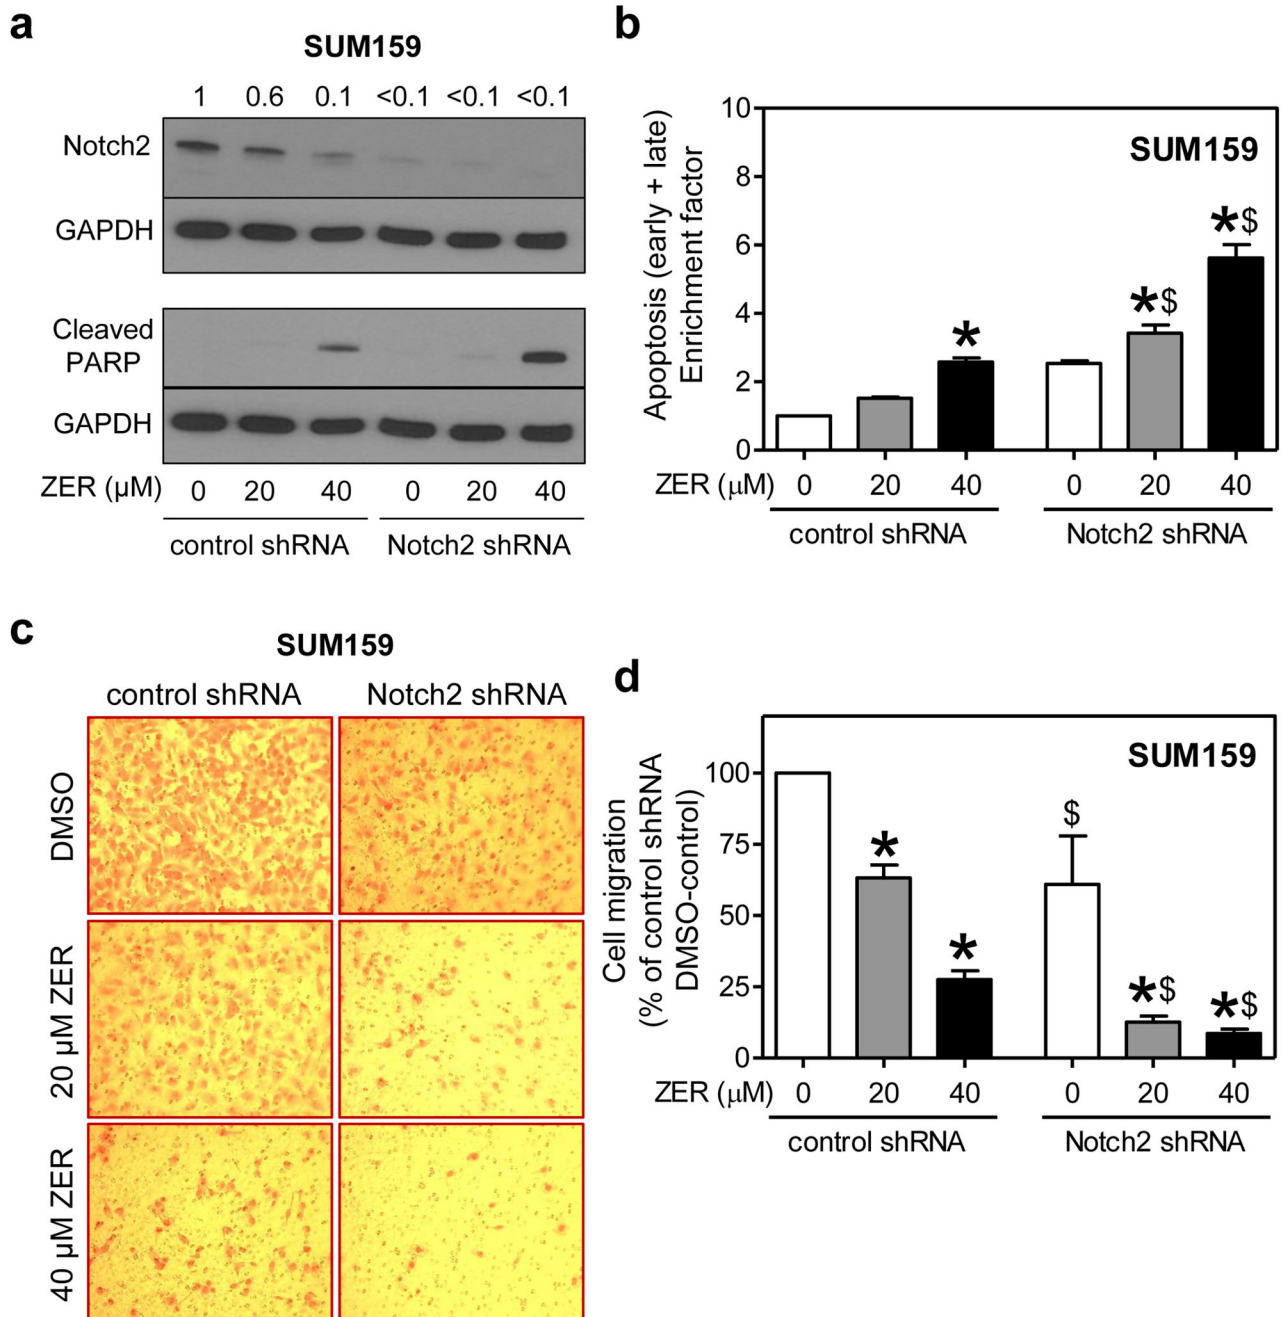 a
SUM159
1 0.6 0.1 <0.1 <0.1 <0.1
Notch2
GAPDH
Cleaved
PARP
GAPDH
ZER (µM) 0 20 40 0 20 40
control shRNA Notch2 shRNA
b
Apoptosis (early + late)
Enrichment factor
10
8
6
4
2
0
SUM159
*
*$
*$
ZER (µM) 0 20 40 0 20 40
control shRNA Notch2 shRNA
c
SUM159
control shRNA Notch2 shRNA
DMSO
20 µM ZER
40 µM ZER
d
Cell migration
(% of control shRNA
DMSO-control)
100
75
50
25
0
SUM159
*
*
$
*$
*$
ZER (µM) 0 20 40 0 20 40
control shRNA Notch2 shRNA